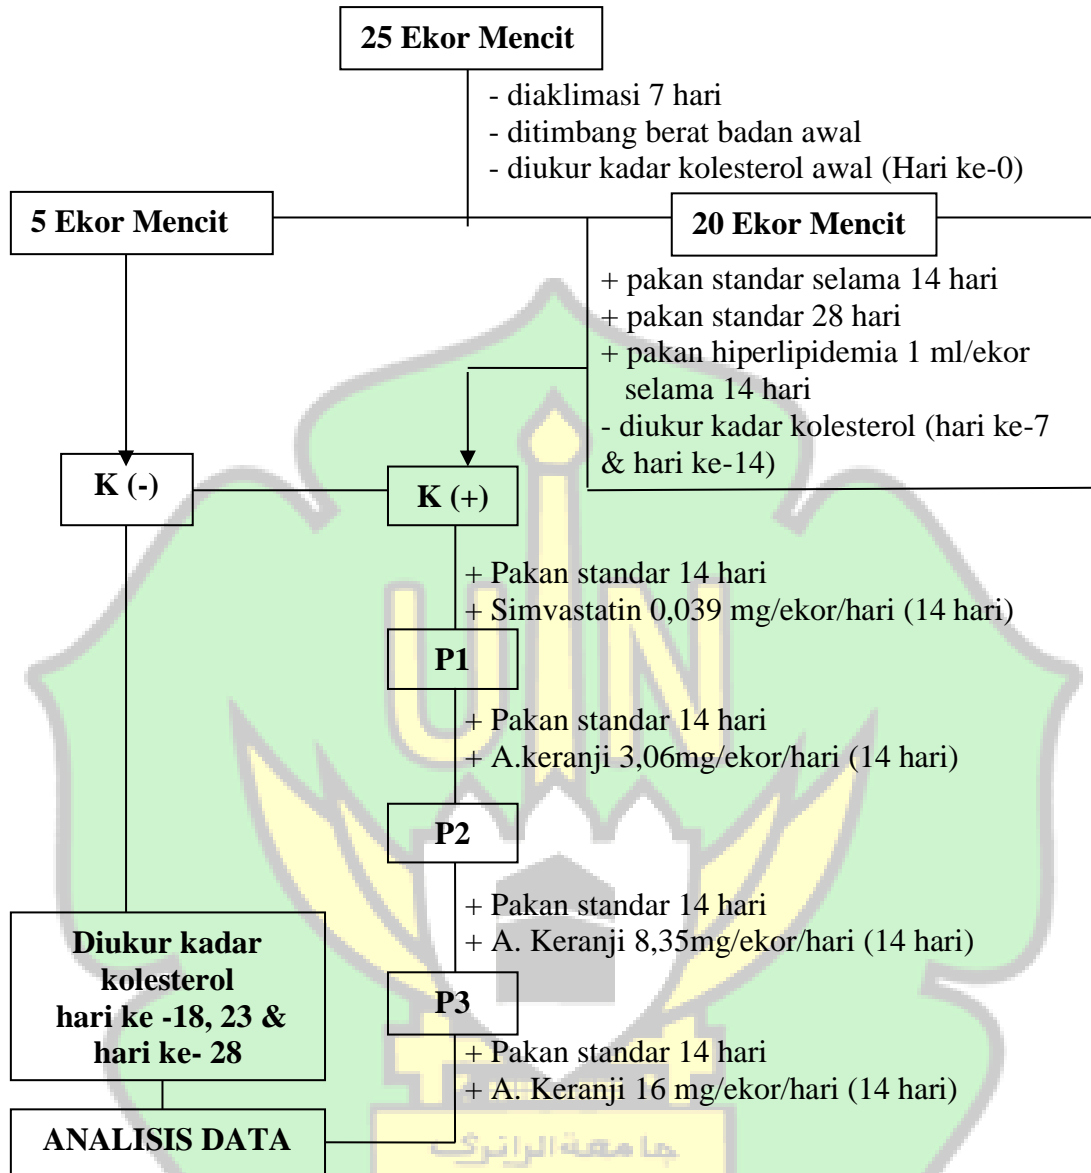 25 Ekor Mencit
- diaklimasi 7 hari
- ditimbang berat badan awal
- diukur kadar kolesterol awal (Hari ke-0)
5 Ekor Mencit
20 Ekor Mencit
+ pakan standar selama 14 hari
+ pakan standar 28 hari
+ pakan hiperlipidemia 1 ml/ekor
selama 14 hari
- diukur kadar kolesterol (hari ke-7
& hari ke-14)
K (-)
K (+)
+ Pakan standar 14 hari
+ Simvastatin 0,039 mg/ekor/hari (14 hari)
P1
+ Pakan standar 14 hari
+ A.keranji 3,06mg/ekor/hari (14 hari)
P2
+ Pakan standar 14 hari
+ A. Keranji 8,35mg/ekor/hari (14 hari)
P3
+ Pakan standar 14 hari
+ A. Keranji 16 mg/ekor/hari (14 hari)
Diukur kadar
kolesterol
hari ke -18, 23 &
hari ke- 28
ANALISIS DATA
UIN
جامعة الرانري